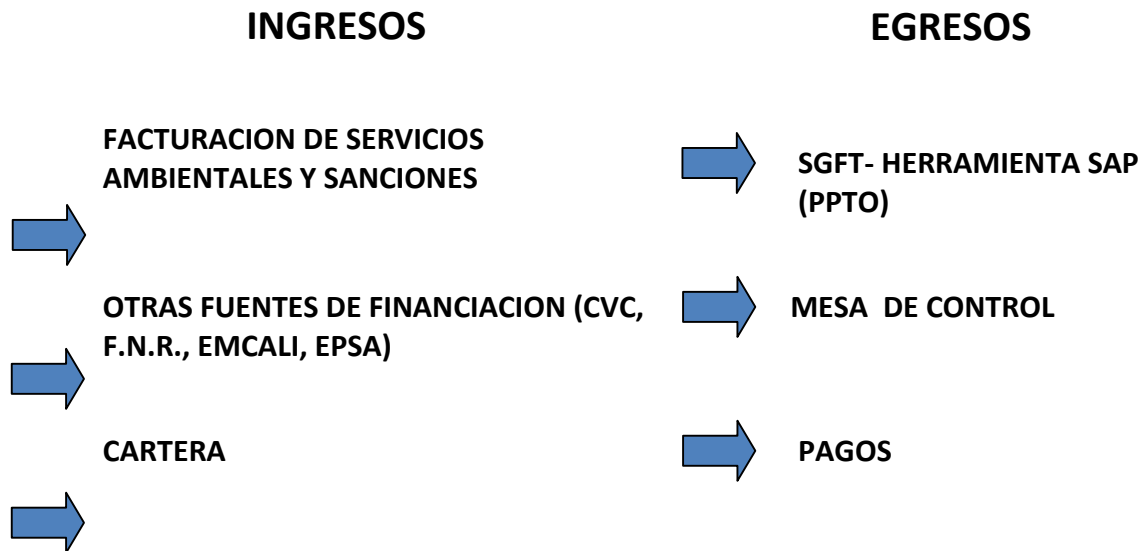 INGRESOS
FACTURACION DE SERVICIOS
AMBIENTALES Y SANCIONES
OTRAS FUENTES DE FINANCIACION (CVC,
F.N.R., EMCALI, EPSA)
CARTERA
EGRESOS
SGFT- HERRAMIENTA SAP
(PPTO)
MESA DE CONTROL
PAGOS